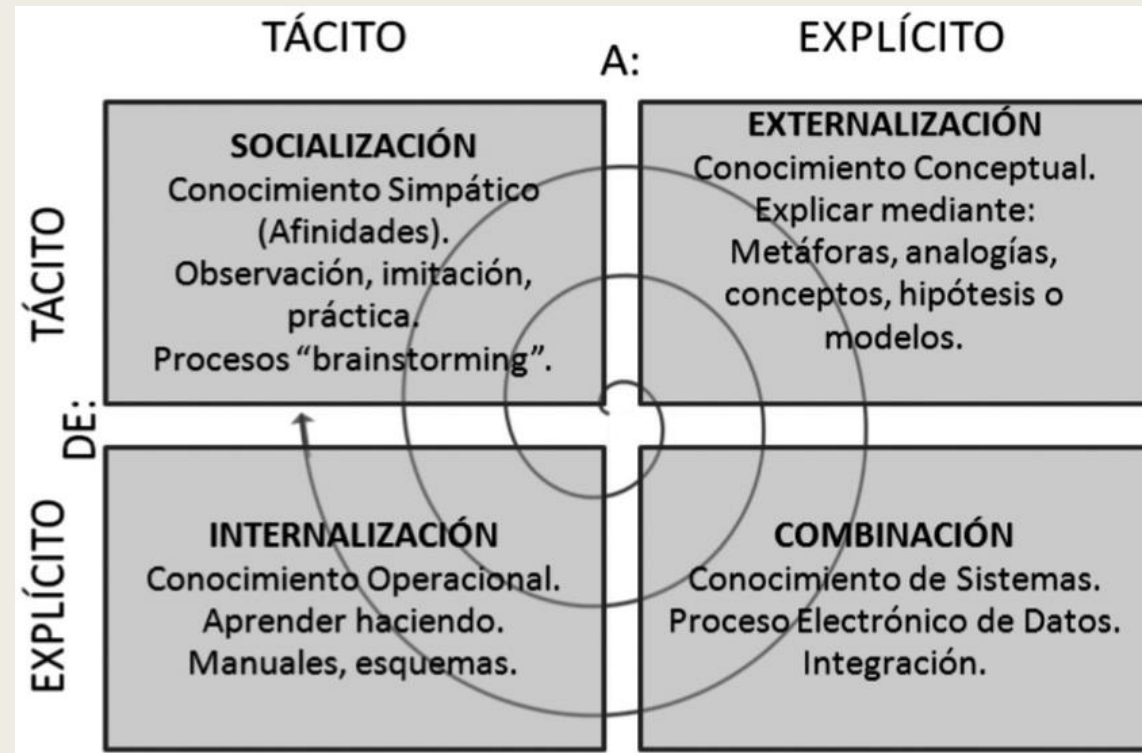 TÁCITO
A:
EXPLÍCITO
TÁCITO
DE:
EXPLÍCITO
SOCIALIZACIÓN
Conocimiento Simpático
(Afinidades).
Observación, imitación,
práctica.
Procesos “brainstorming”.
EXTERNALIZACIÓN
Conocimiento Conceptual.
Explicar mediante:
Metáforas, analogías,
conceptos, hipótesis o
modelos.
INTERNALIZACIÓN
Conocimiento Operacional.
Aprender haciendo.
Manuales, esquemas.
COMBINACIÓN
Conocimiento de Sistemas.
Proceso Electrónico de Datos.
Integración.